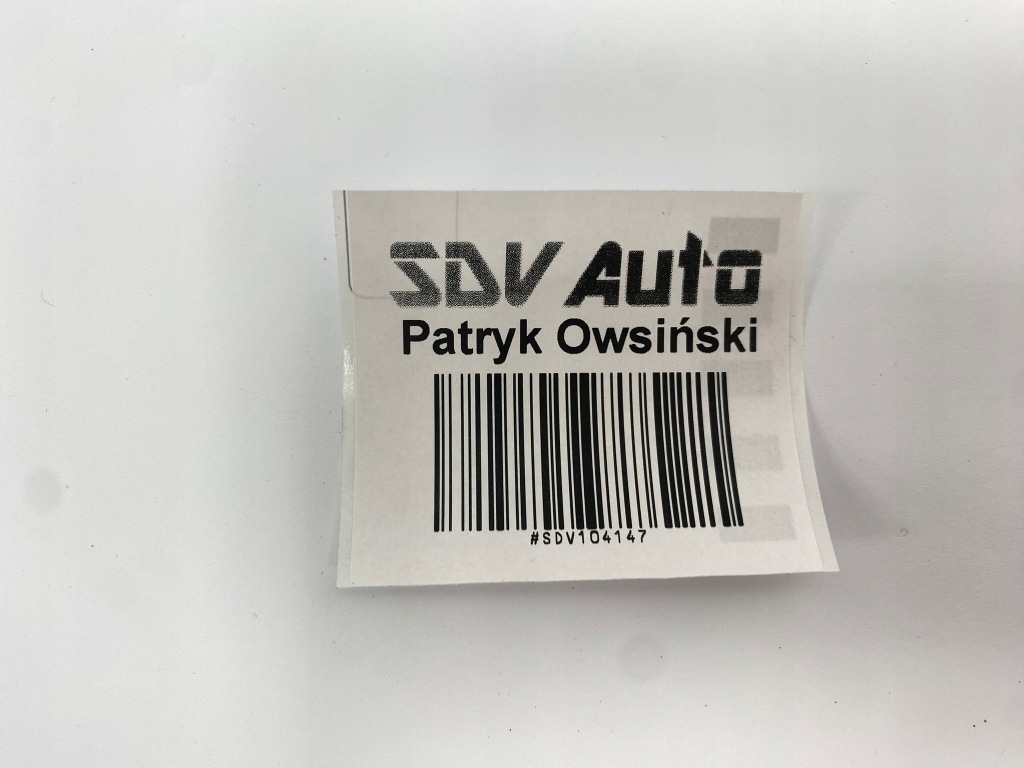 SDV Auto
Patryk Owsiński
#SDV104147